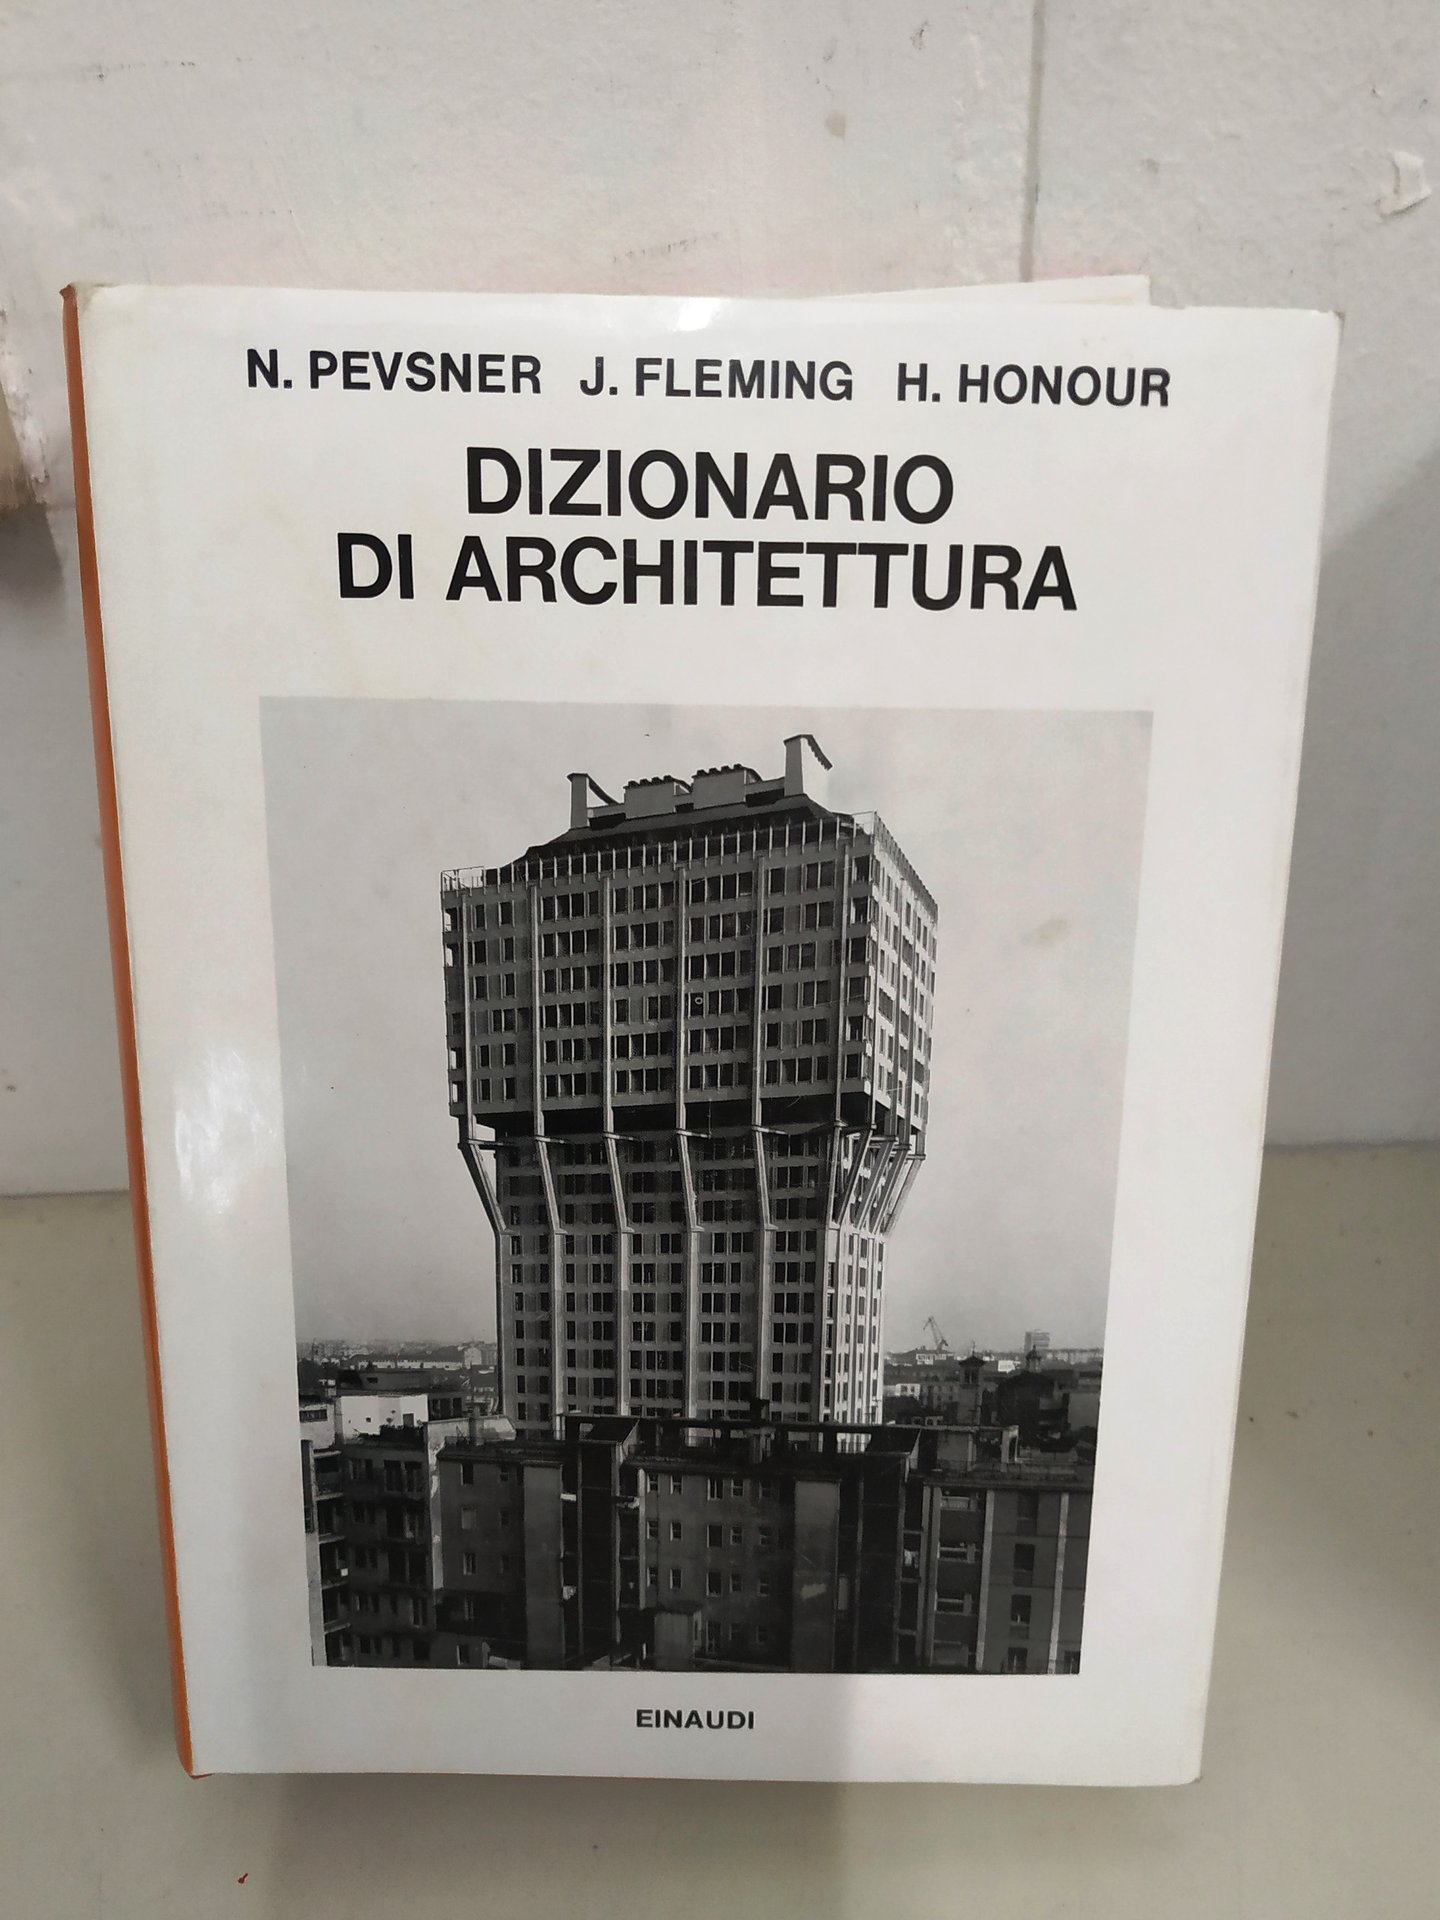 N. PEVSNER J. FLEMING H. HONOUR
DIZIONARIO
DI ARCHITETTURA
EINAUDI